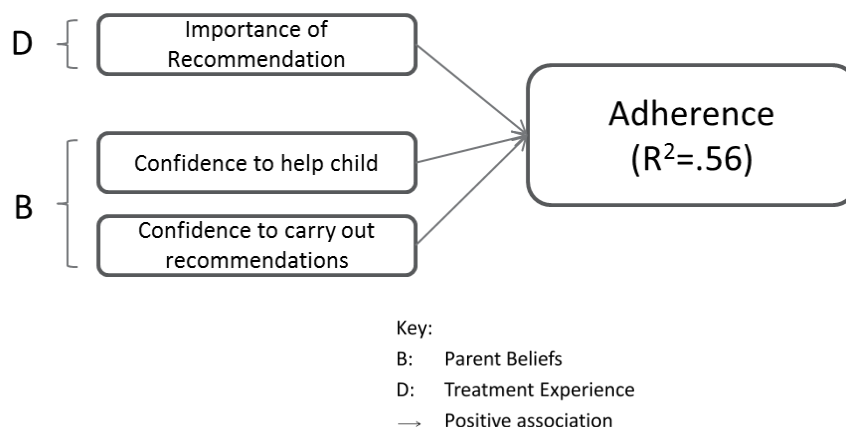 D
Importance of
Recommendation
Adherence
(R²=.56)
B
Confidence to help child
Confidence to carry out
recommendations
Key:
B: Parent Beliefs
D: Treatment Experience
→ Positive association